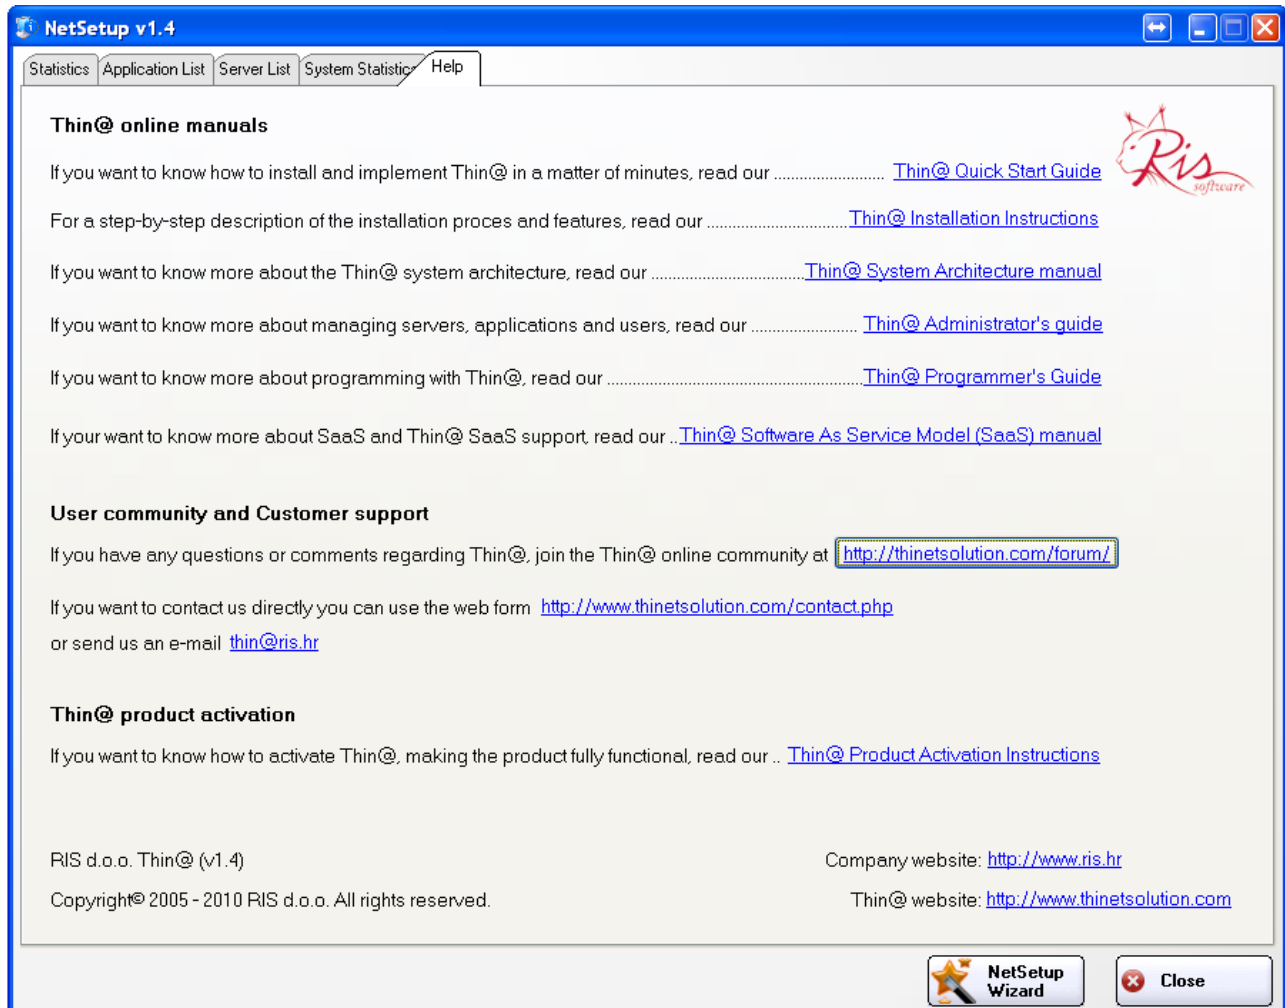 NetSetup v1.4
Statistics Application List Server List System Statistics Help
Thin@ online manuals
If you want to know how to install and implement Thin@ in a matter of minutes, read our ........................ Thin@ Quick Start Guide
For a step-by-step description of the installation proces and features, read our ...............................Thin@ Installation Instructions
If you want to know more about the Thin@ system architecture, read our .................................Thin@ System Architecture manual
If you want to know more about managing servers, applications and users, read our ....................... Thin@ Administrator's guide
If you want to know more about programming with Thin@, read our ........................................................Thin@ Programmer's Guide
If your want to know more about SaaS and Thin@ SaaS support, read our ..Thin@ Software As Service Model (SaaS) manual
Ris
software
User community and Customer support
If you have any questions or comments regarding Thin@, join the Thin@ online community at http://thinetsolution.com/forum/
If you want to contact us directly you can use the web form http://www.thinetsolution.com/contact.php
or send us an e-mail thin@ris.hr
Thin@ product activation
If you want to know how to activate Thin@, making the product fully functional, read our .. Thin@ Product Activation Instructions
RIS d.o.o. Thin@ (v1.4)
Company website: http://www.ris.hr
Copyright© 2005 - 2010 RIS d.o.o. All rights reserved.
Thin@ website: http://www.thinetsolution.com
NetSetup
Wizard
Close